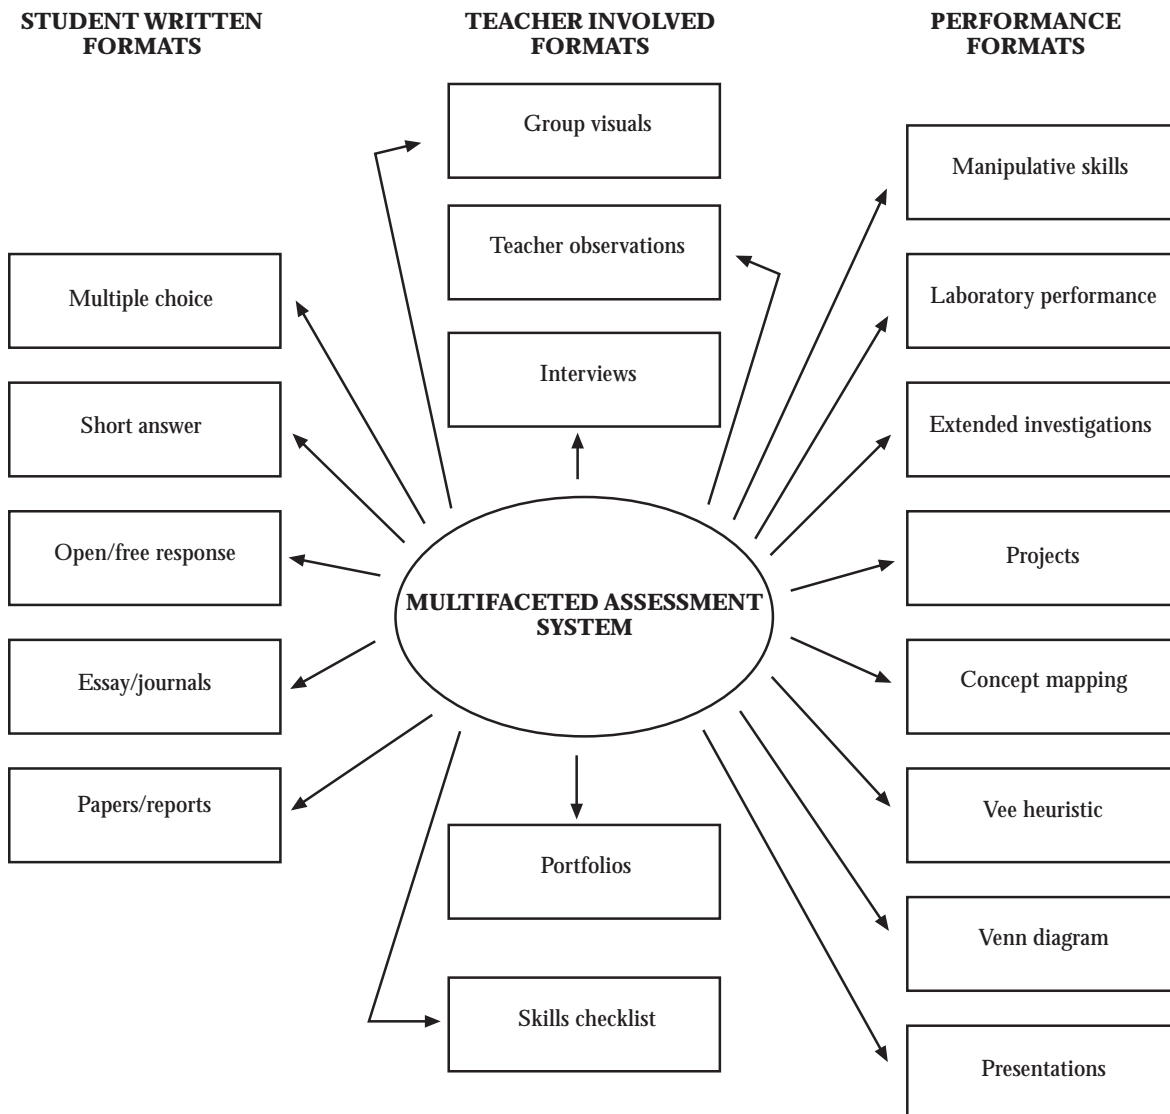 STUDENT WRITTEN
FORMATS
TEACHER INVOLVED
FORMATS
PERFORMANCE
FORMATS
Group visuals
Teacher observations
Interviews
Multiple choice
Short answer
Open/free response
Essay/journals
Papers/reports
MULTIFACETED ASSESSMENT
SYSTEM
Portfolios
Skills checklist
Manipulative skills
Laboratory performance
Extended investigations
Projects
Concept mapping
Vee heuristic
Venn diagram
Presentations